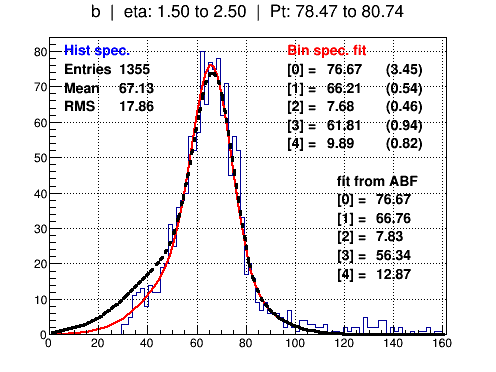 b | eta: 1.50 to 2.50 | Pt: 78.47 to 80.74
Hist spec.
Entries 1355
Mean 67.13
RMS 17.86
Bin spec. fit
[0] = 76.67 (3.45)
[1] = 66.21 (0.54)
[2] = 7.68 (0.46)
[3] = 61.81 (0.94)
[4] = 9.89 (0.82)
fit from ABF
[0] = 76.67
[1] = 66.76
[2] = 7.83
[3] = 56.34
[4] = 12.87
80
70
60
50
40
30
20
10
0
0 20 40 60 80 100 120 140 160